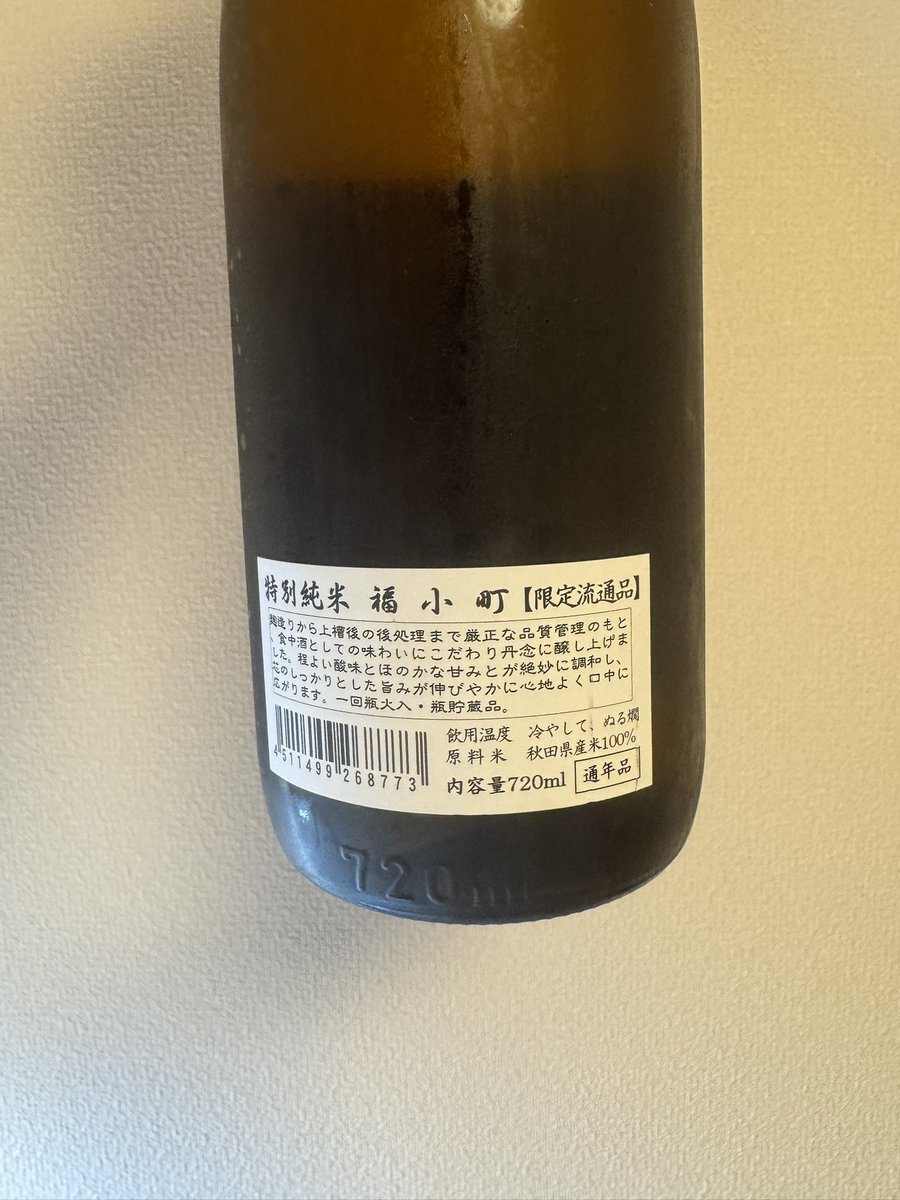 特別純米 福小町【限定流通品】
麹造りから上槽後の後処理まで厳正な品質管理のもと
、食中酒としての味わいにこだわり丹念に醸し上げま
した。程よい酸味とほのかな甘みとが絶妙に調和し、
芯のしっかりとした旨みが伸びやかに心地よく口中に
広がります。一回瓶火入・瓶貯蔵品。
飲用温度 冷やして、ぬる燗
原料米 秋田県産米100%
内容量720ml 通年品
4511499268773
720ml